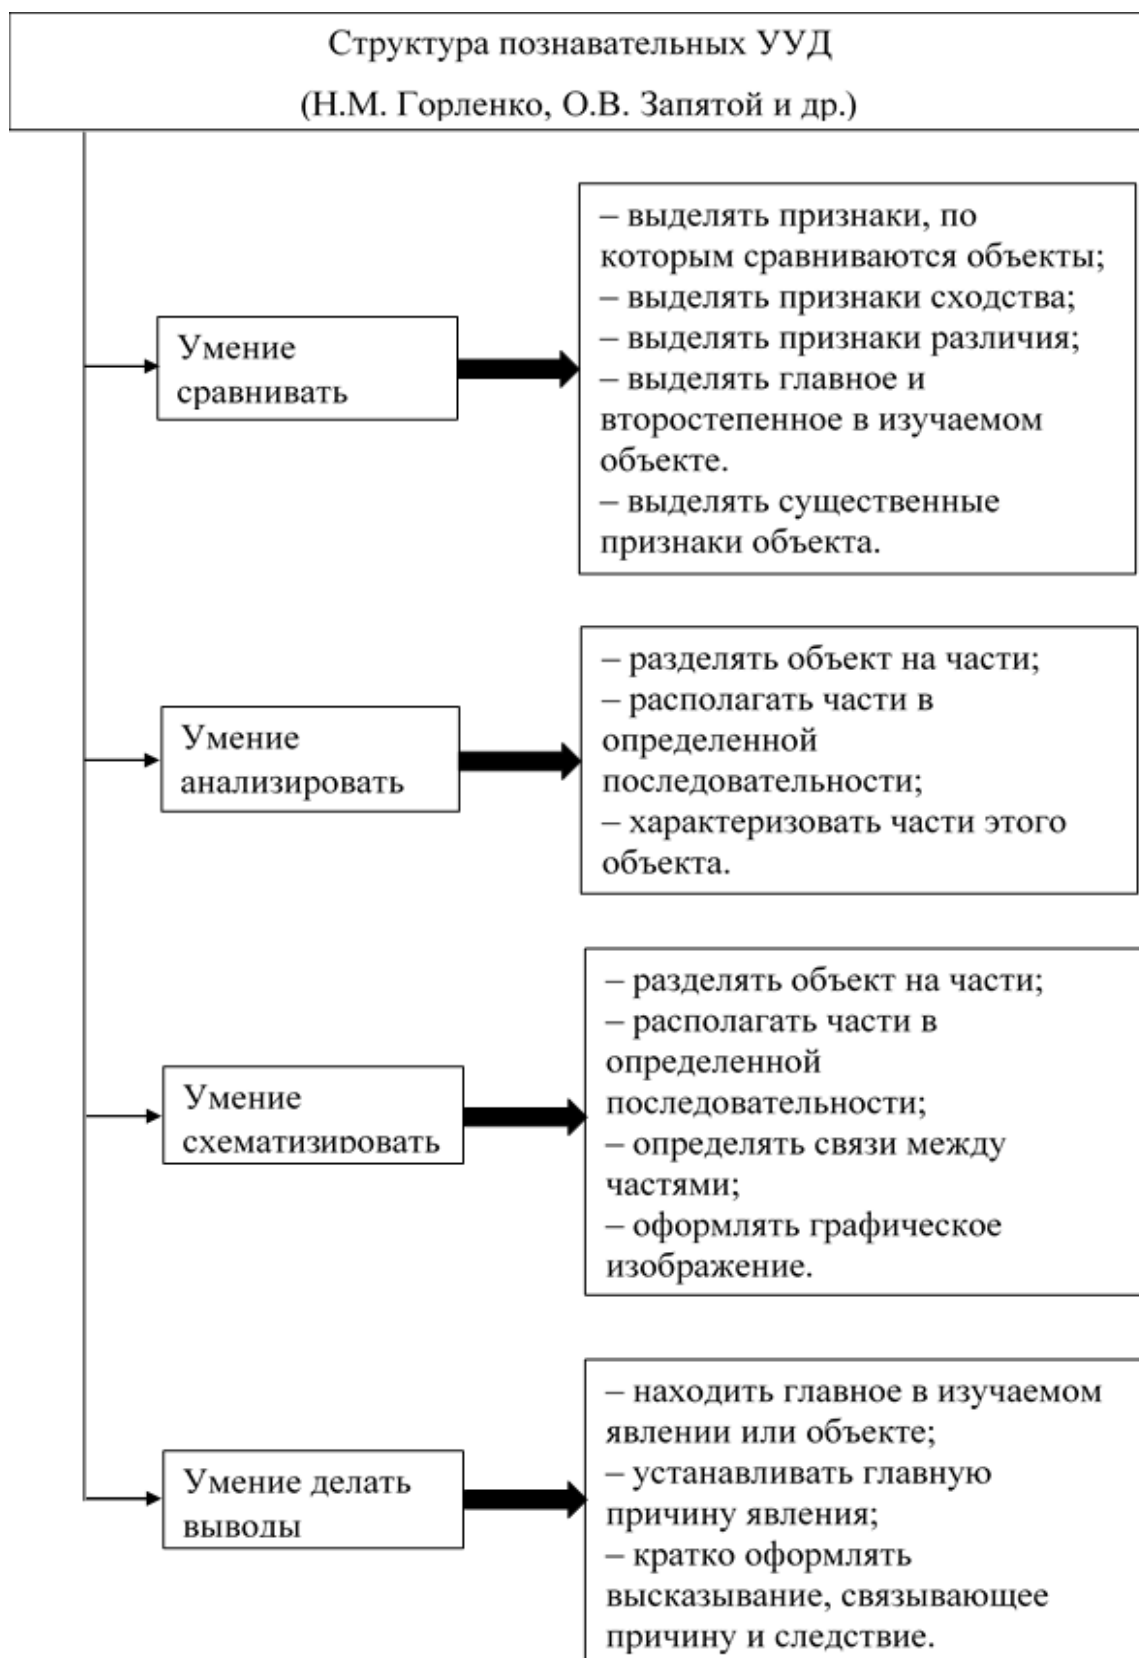 Структура познавательных УУД
(Н.М. Горленко, О.В. Запятой и др.)
Умение
сравнивать
– выделять признаки, по
которым сравниваются объекты;
– выделять признаки сходства;
– выделять признаки различия;
– выделять главное и
второстепенное в изучаемом
объекте.
– выделять существенные
признаки объекта.
Умение
анализировать
– разделять объект на части;
– располагать части в
определенной
последовательности;
– характеризовать части этого
объекта.
Умение
схематизировать
– разделять объект на части;
– располагать части в
определенной
последовательности;
– определять связи между
частями;
– оформлять графическое
изображение.
Умение делать
выводы
– находить главное в изучаемом
явлении или объекте;
– устанавливать главную
причину явления;
– кратко оформлять
высказывание, связывающее
причину и следствие.